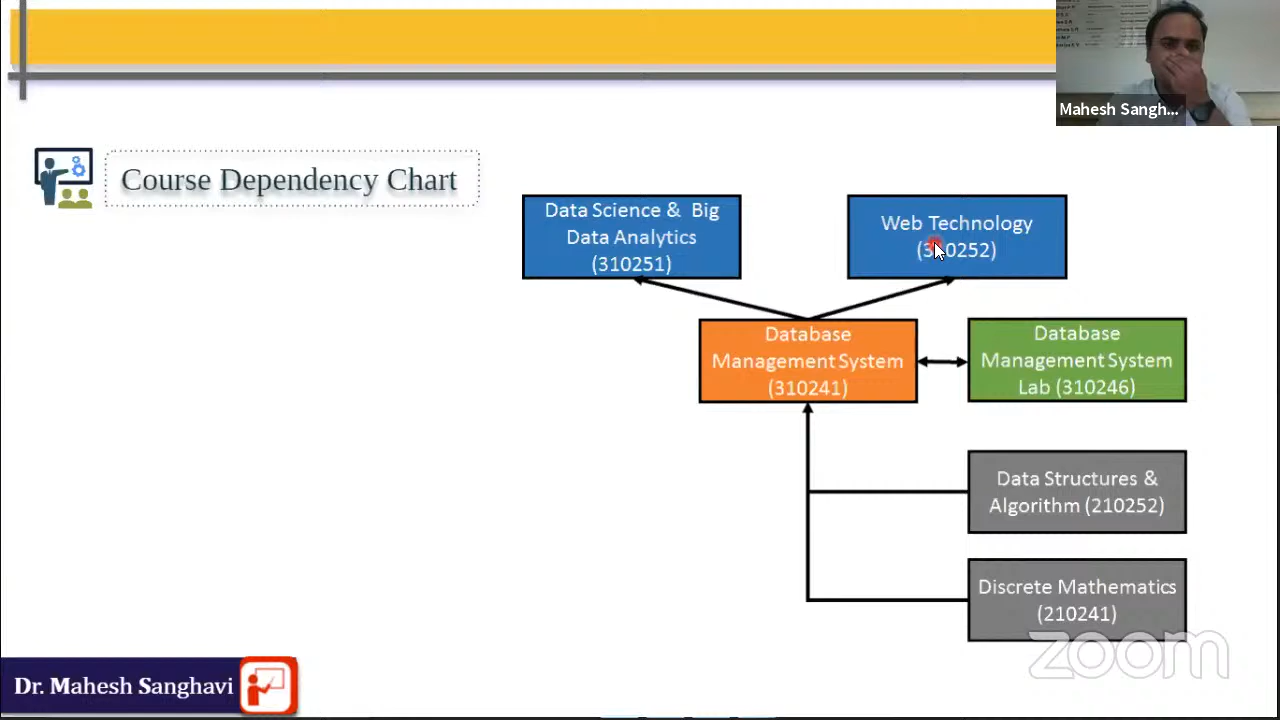 Mahesh Sangh...
Course Dependency Chart
Data Science & Big
Data Analytics
(310251)
Web Technology
(310252)
Database
Management System
(310241)
Database
Management System
Lab (310246)
Data Structures &
Algorithm (210252)
Discrete Mathematics
(210241)
zoom
Dr. Mahesh Sanghavi